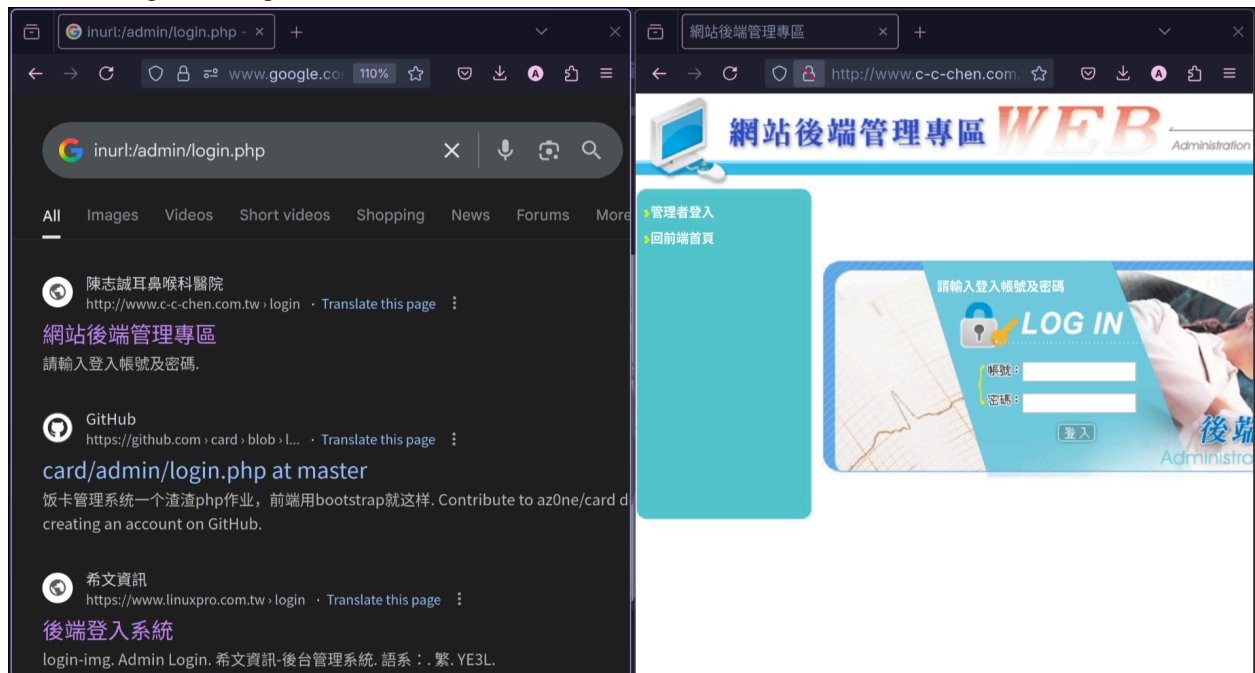 inurl:/admin/login.php -
www.google.co
110%
A
inurl:/admin/login.php
All Images Videos Short videos Shopping News Forums More
陳志誠耳鼻喉科醫院
http://www.c-c-chen.com.tw › login · Translate this page
網站後端管理專區
請輸入登入帳號及密碼.
GitHub
https://github.com › card › blob › l... · Translate this page
card/admin/login.php at master
饭卡管理系统一个渣渣php作业，前端用bootstrap就这样. Contribute to az0ne/card d
creating an account on GitHub.
希文資訊
https://www.linuxpro.com.tw › login · Translate this page
後端登入系統
login-img. Admin Login. 希文資訊-後台管理系統. 語系：. 繁. YE3L.
網站後端管理專區
http://www.c-c-chen.com.
A
網站後端管理專區 WEB
Administration
管理者登入
回前端首頁
請輸入登入帳號及密碼
LOG IN
帳號：
密碼：
登入
後端
Administra